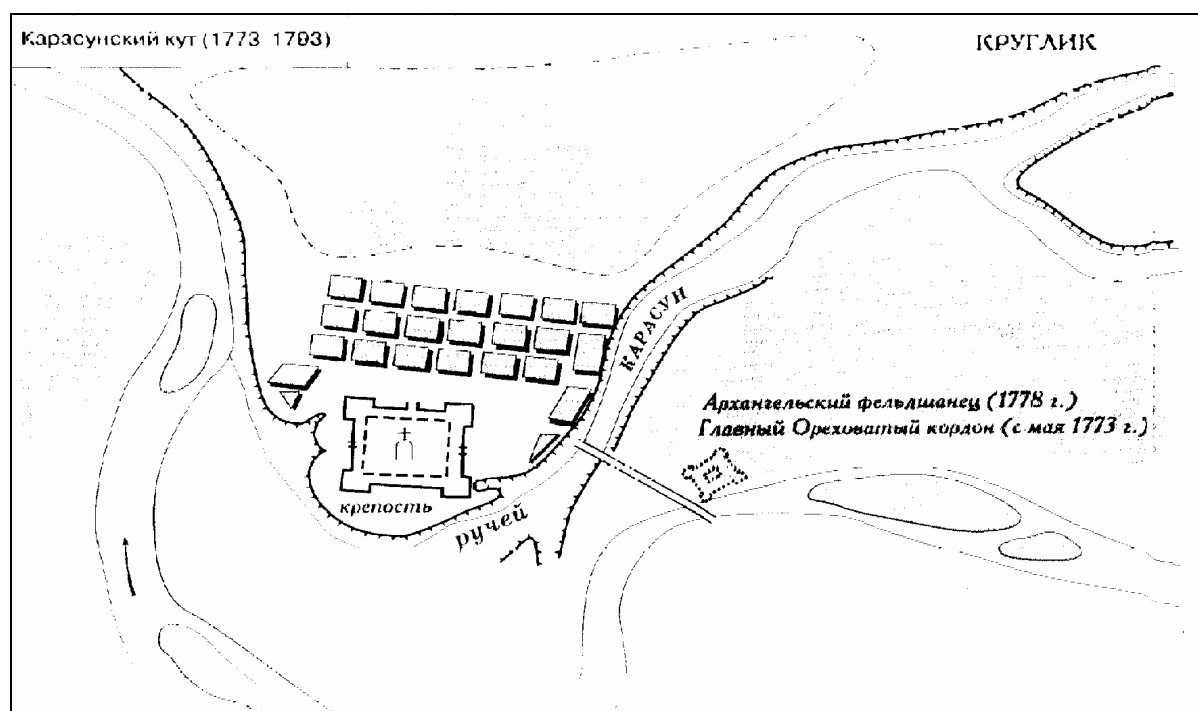 Карасунский кут (1773 1793)
КРУГЛИК
КАРАСУН
Архангельский фельдшанец (1778 г.)
Главный Ореховатый кордон (с мая 1773 г.)
крепость
ручей